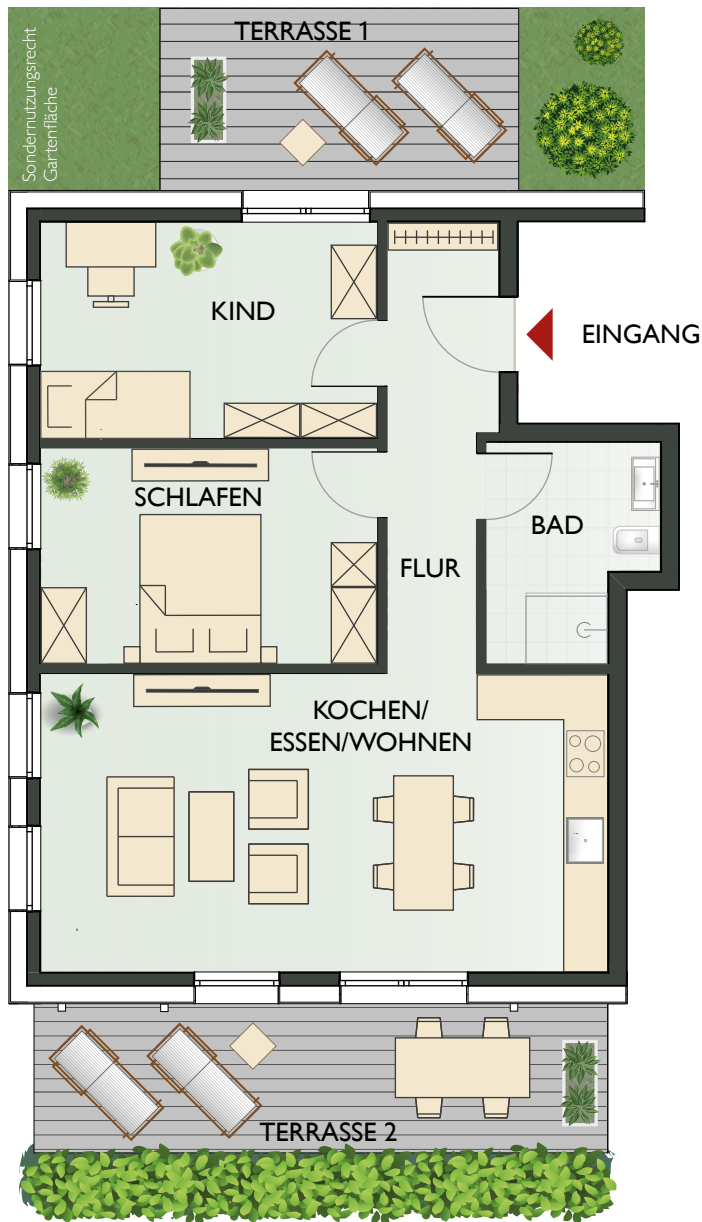 TERRASSE 1
Sondernutzungsrecht
Gartenfläche
KIND
EINGANG
SCHLAFEN
BAD
FLUR
KOCHEN/
ESSEN/WOHNEN
TERRASSE 2